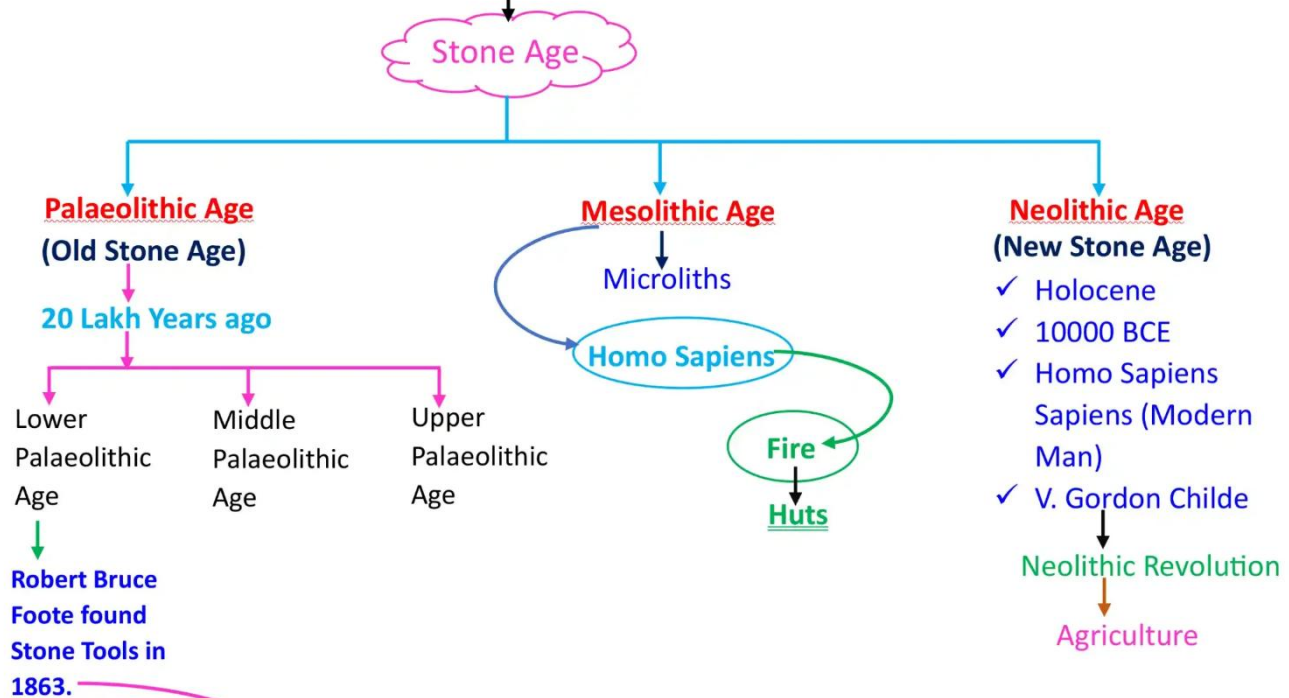 Stone Age
Palaeolithic Age
(Old Stone Age)
20 Lakh Years ago
Lower
Palaeolithic
Age
Robert Bruce
Foote found
Stone Tools in
1863.
Middle
Palaeolithic
Age
Upper
Palaeolithic
Age
Mesolithic Age
Microliths
Homo Sapiens
Fire
Huts
Neolithic Age
(New Stone Age)
✓ Holocene
✓ 10000 BCE
✓ Homo Sapiens
Sapiens (Modern
Man)
✓ V. Gordon Childe
Neolithic Revolution
Agriculture